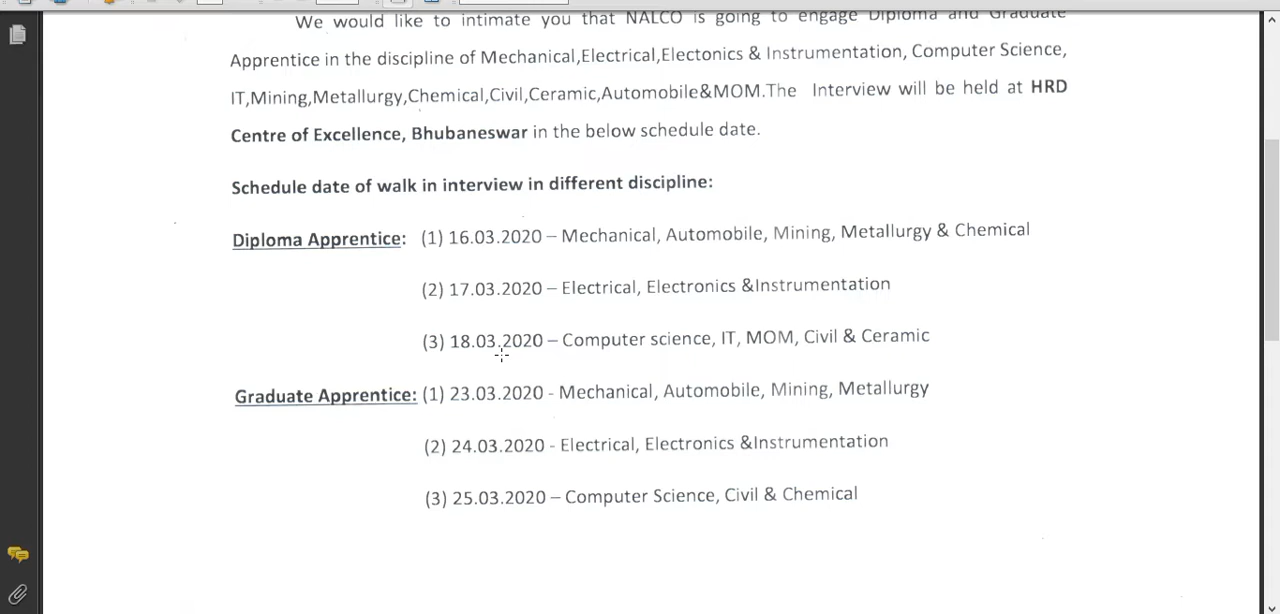 We would like to intimate you that NALCO is going to engage Diploma and Graduate
Apprentice in the discipline of Mechanical,Electrical,Electonics & Instrumentation, Computer Science,
IT,Mining,Metallurgy,Chemical,Civil,Ceramic,Automobile&MOM.The Interview will be held at HRD
Centre of Excellence, Bhubaneswar in the below schedule date.
Schedule date of walk in interview in different discipline:
Diploma Apprentice: (1) 16.03.2020 – Mechanical, Automobile, Mining, Metallurgy & Chemical
(2) 17.03.2020 – Electrical, Electronics &Instrumentation
(3) 18.03.2020 – Computer science, IT, MOM, Civil & Ceramic
Graduate Apprentice: (1) 23.03.2020 - Mechanical, Automobile, Mining, Metallurgy
(2) 24.03.2020 - Electrical, Electronics &Instrumentation
(3) 25.03.2020 – Computer Science, Civil & Chemical